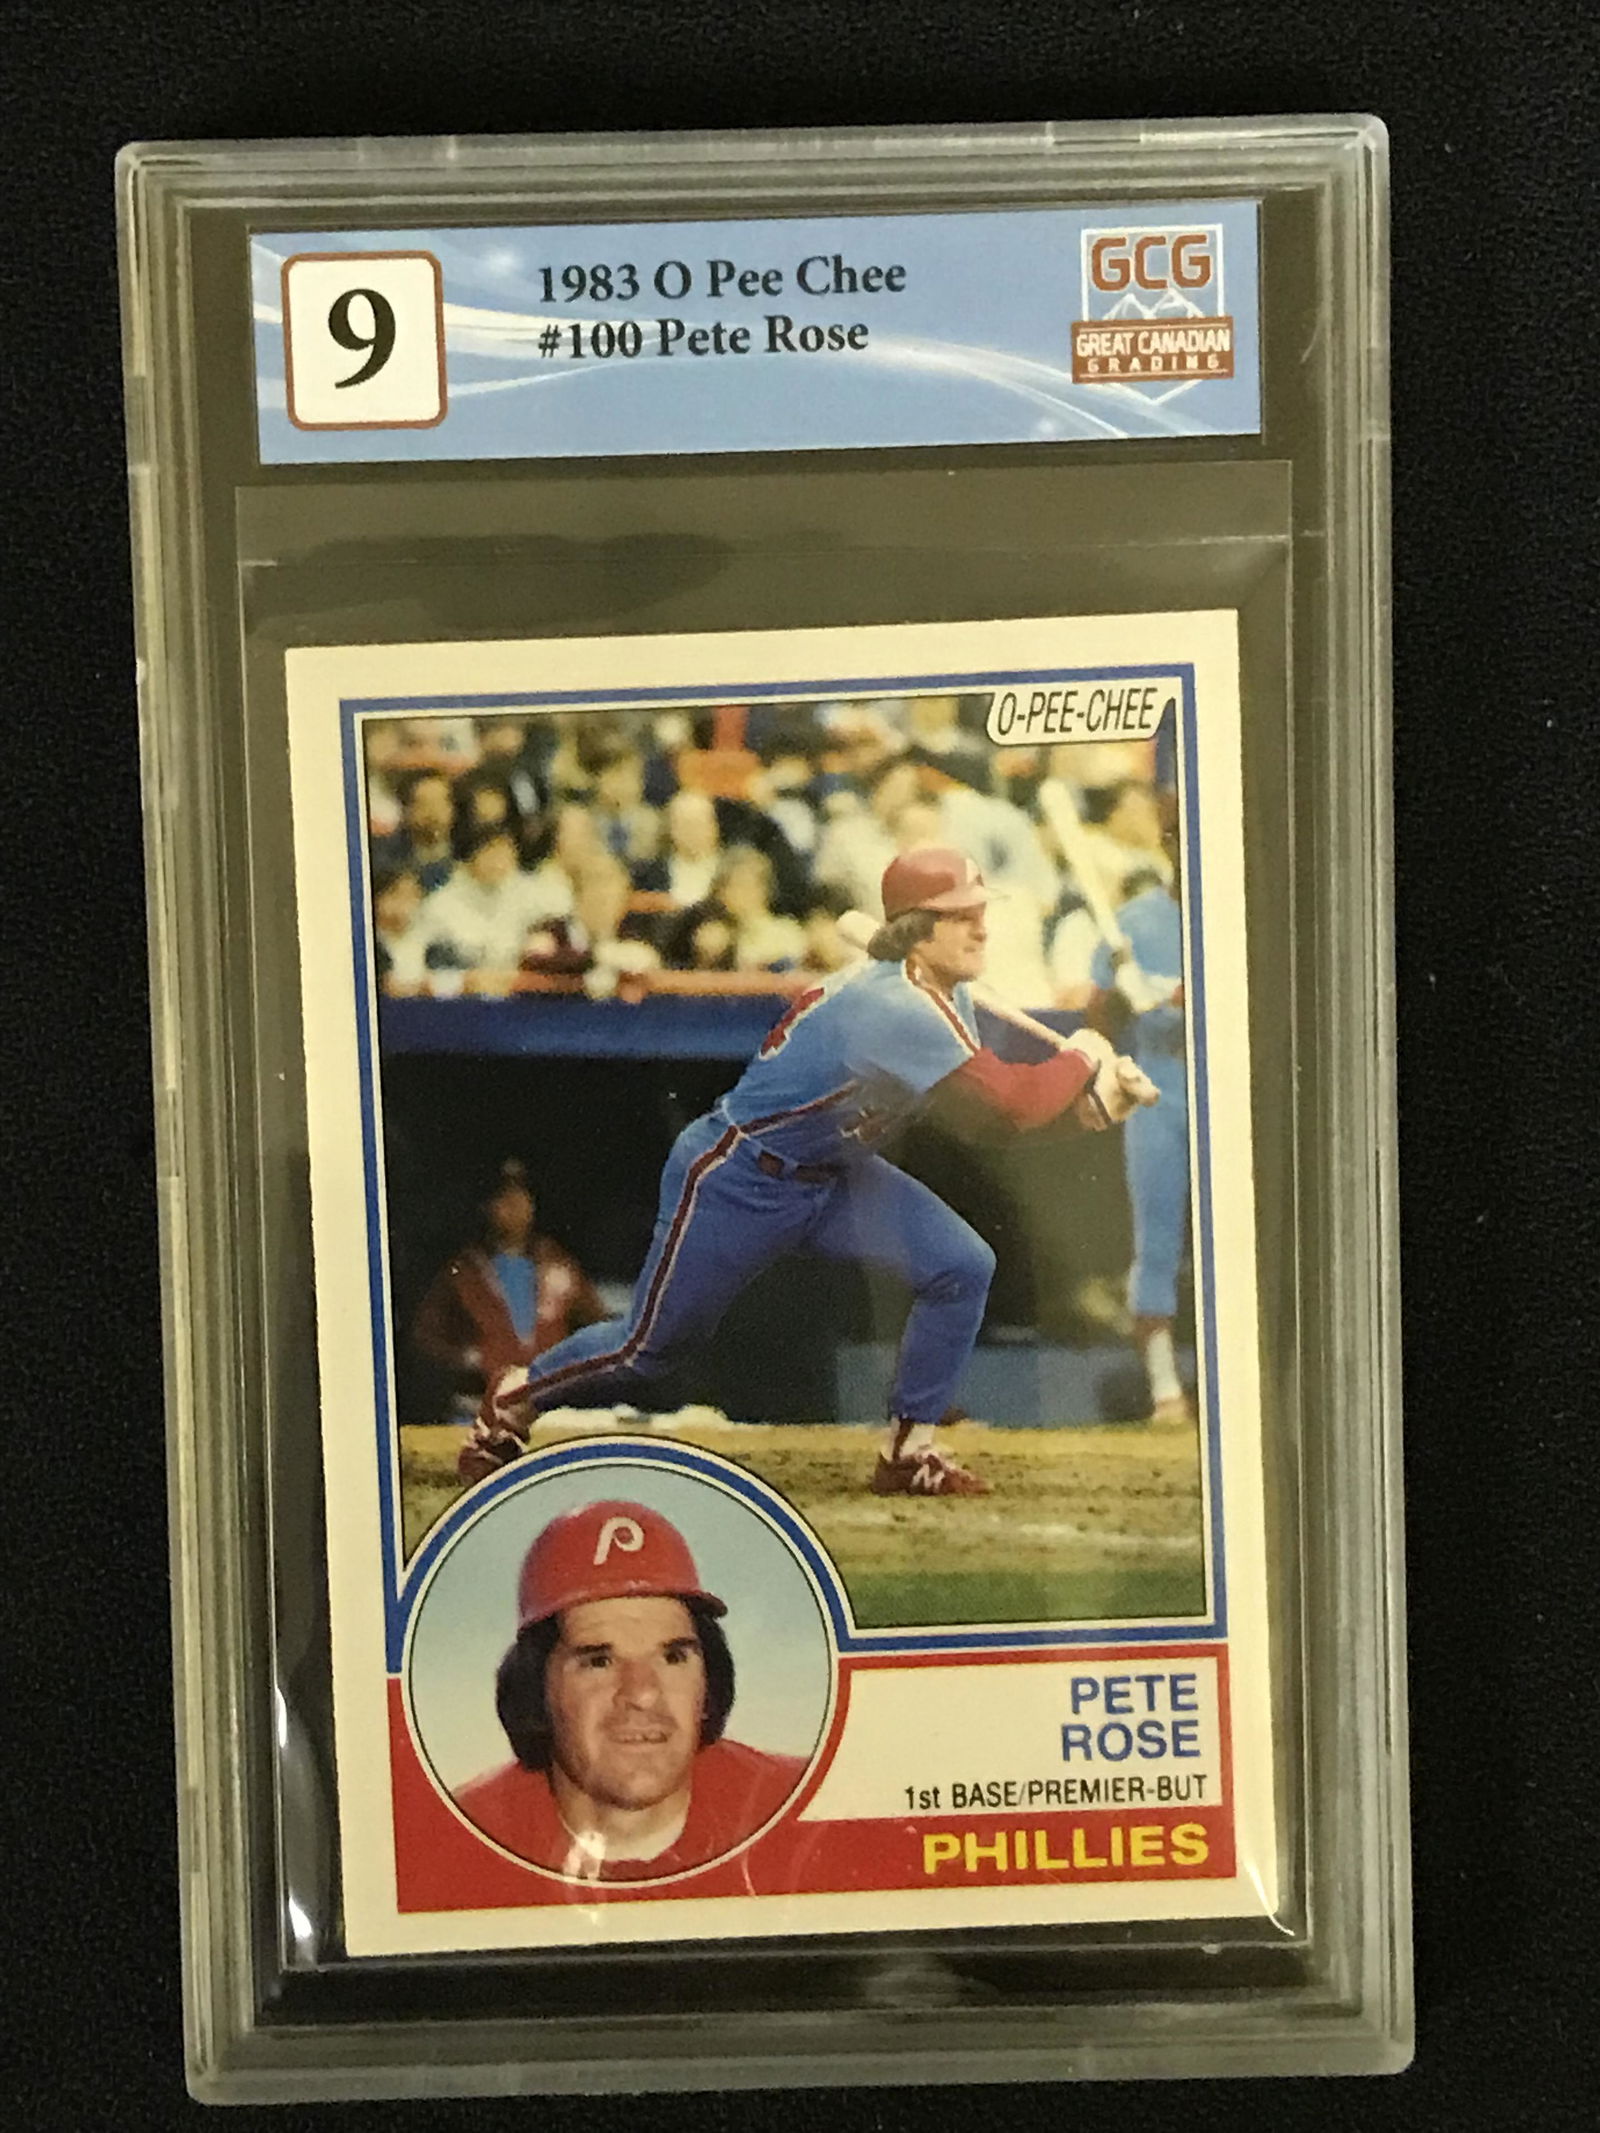 9
1983 O Pee Chee
#100 Pete Rose
GCG
GREAT CANADIAN
GRADING
O-PEE-CHEE
P
PETE
ROSE
1st BASE/PREMIER-BUT
PHILLIES